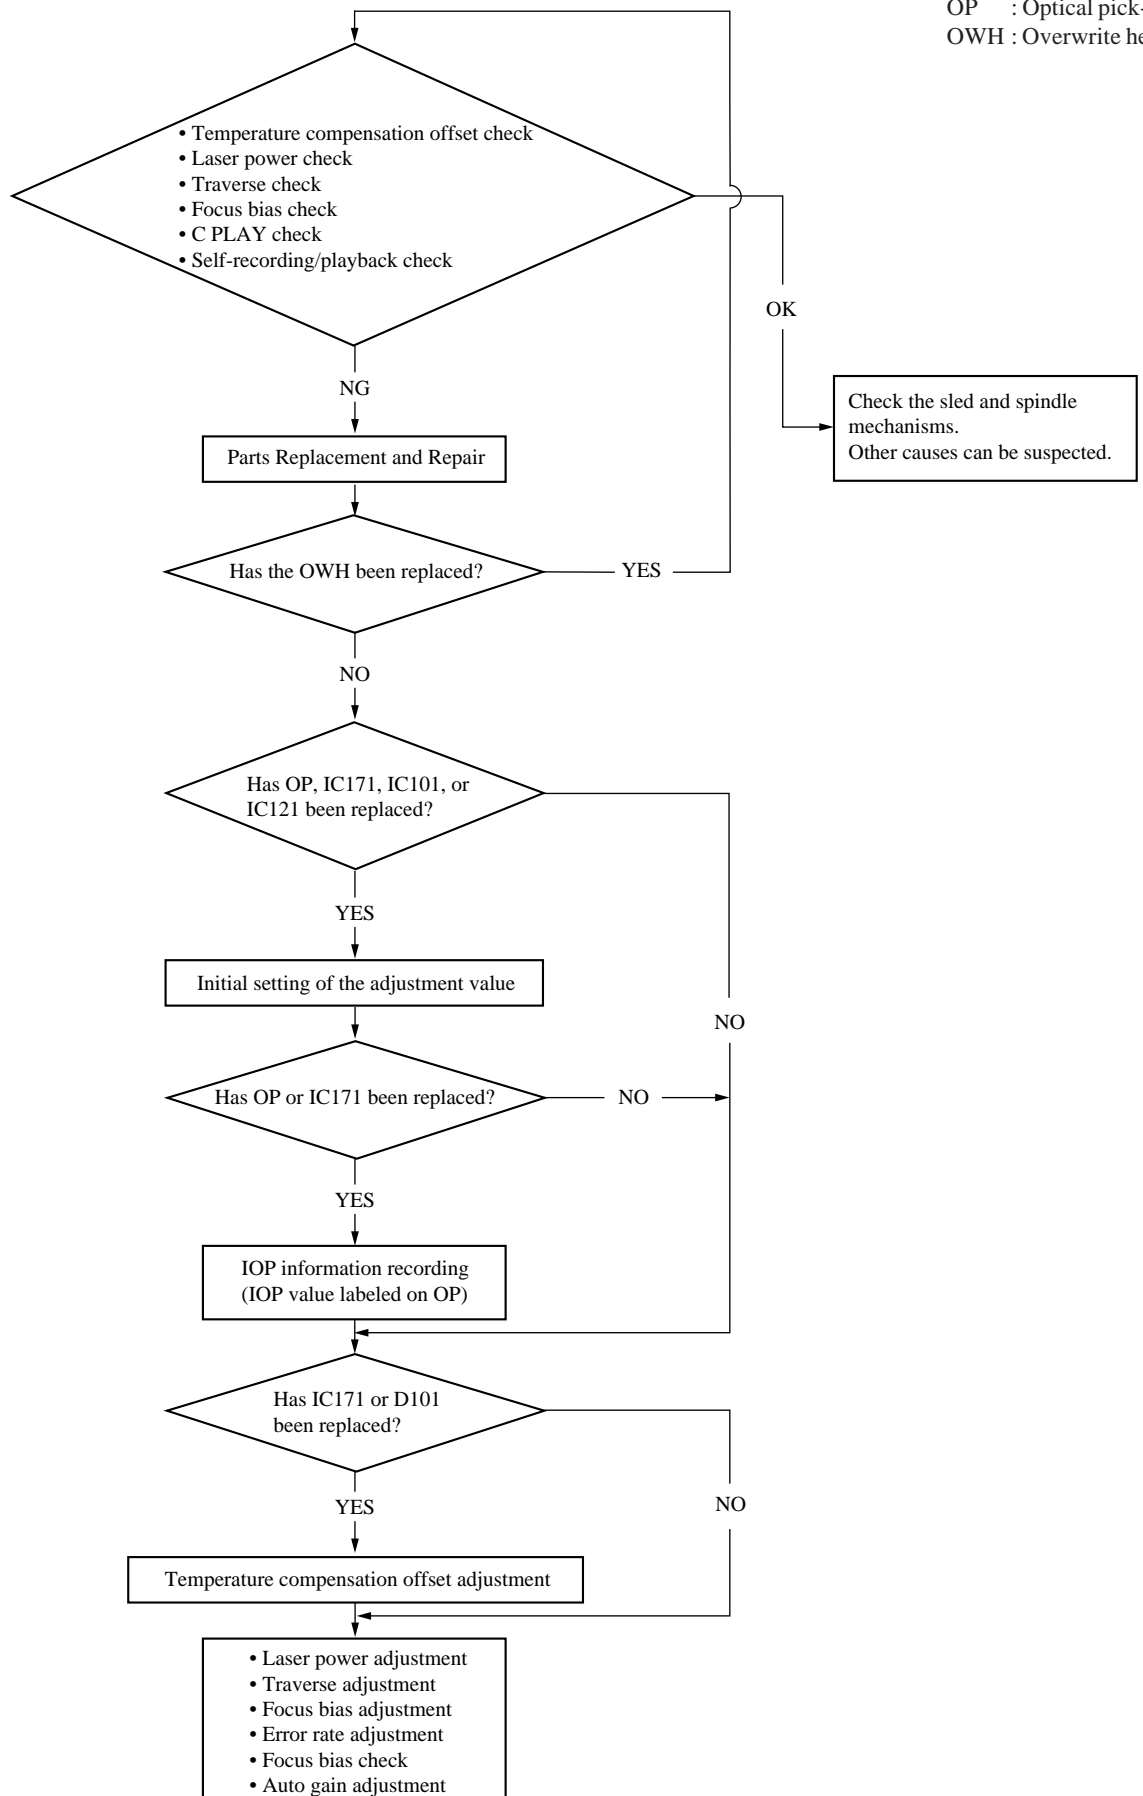 OP : Optical pick-
OWH : Overwrite he
• Temperature compensation offset check
• Laser power check
• Traverse check
• Focus bias check
• C PLAY check
• Self-recording/playback check
OK
NG
Check the sled and spindle
mechanisms.
Other causes can be suspected.
Parts Replacement and Repair
Has the OWH been replaced?
YES
NO
Has OP, IC171, IC101, or
IC121 been replaced?
YES
Initial setting of the adjustment value
NO
Has OP or IC171 been replaced?
NO
YES
IOP information recording
(IOP value labeled on OP)
Has IC171 or D101
been replaced?
YES
NO
Temperature compensation offset adjustment
• Laser power adjustment
• Traverse adjustment
• Focus bias adjustment
• Error rate adjustment
• Focus bias check
• Auto gain adjustment